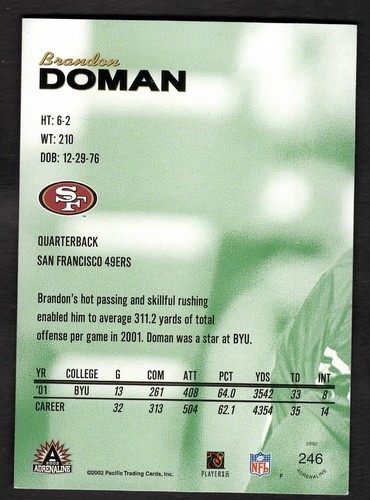 Brandon
DOMAN
HT: 6-2
WT: 210
DOB: 12-29-76
SF
QUARTERBACK
SAN FRANCISCO 49ERS
Brandon's hot passing and skillful rushing
enabled him to average 311.2 yards of total
offense per game in 2001. Doman was a star at BYU.
YR COLLEGE G COM ATT PCT YDS TD INT
'01 BYU 13 261 408 64.0 3542 33 8
CAREER 32 313 504 62.1 4354 35 14
A
ADRENALINE
©2002 Pacific Trading Cards, Inc.
PLAYERS
NFL
F
2002
246
ADRENALINE